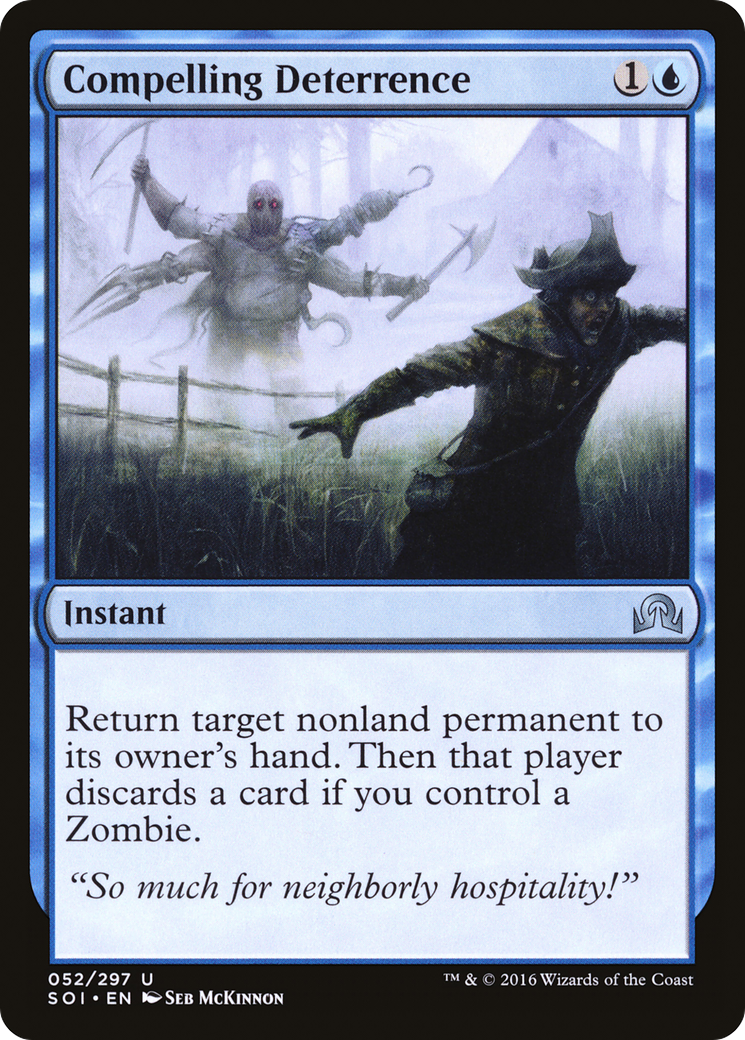 Compelling Deterrence 1
Instant
Return target nonland permanent to
its owner's hand. Then that player
discards a card if you control a
Zombie.
"So much for neighborly hospitality!"
052/297 U
SOI • EN Seb McKinnon
™ & © 2016 Wizards of the Coast